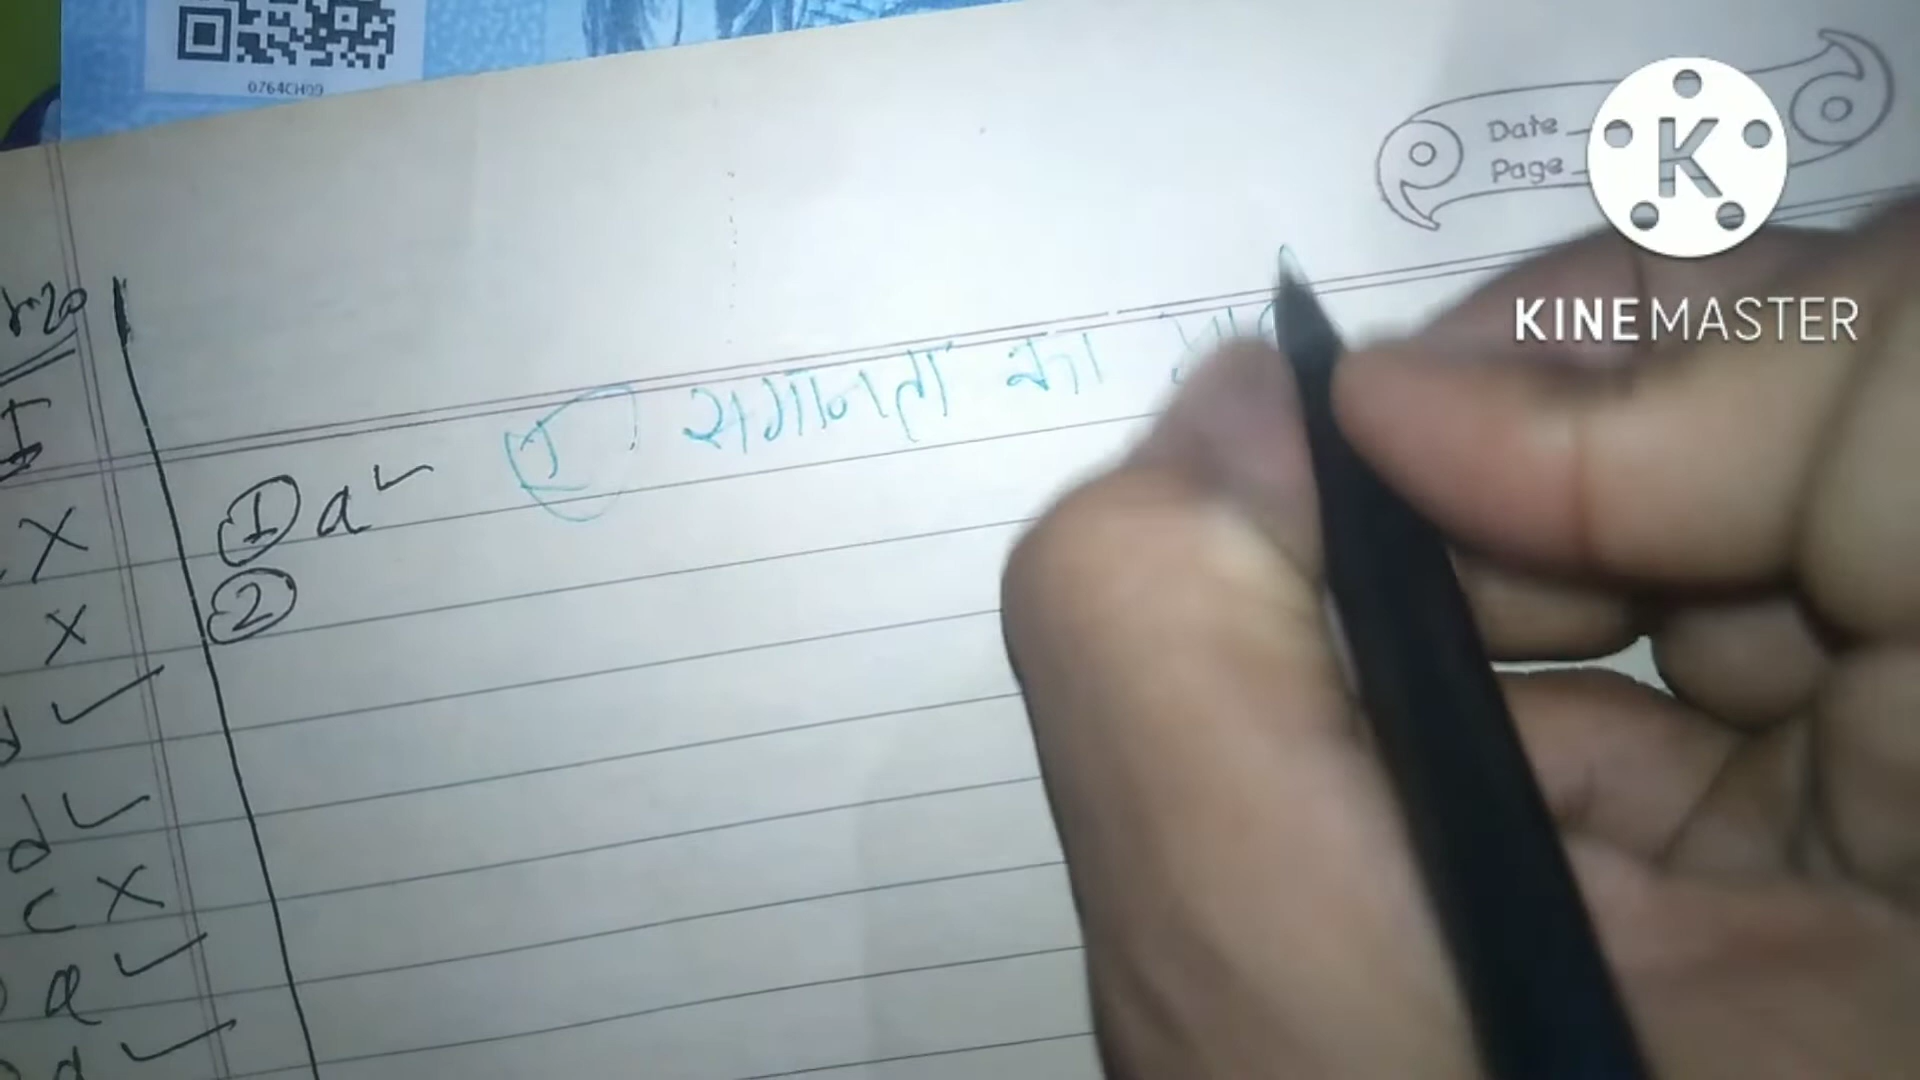 0764CH09
Date
Page
KINEMASTER
I
① a ✓
① समानता का
X
②
X
d ✓
d ✓
c X
a ✓
d ✓